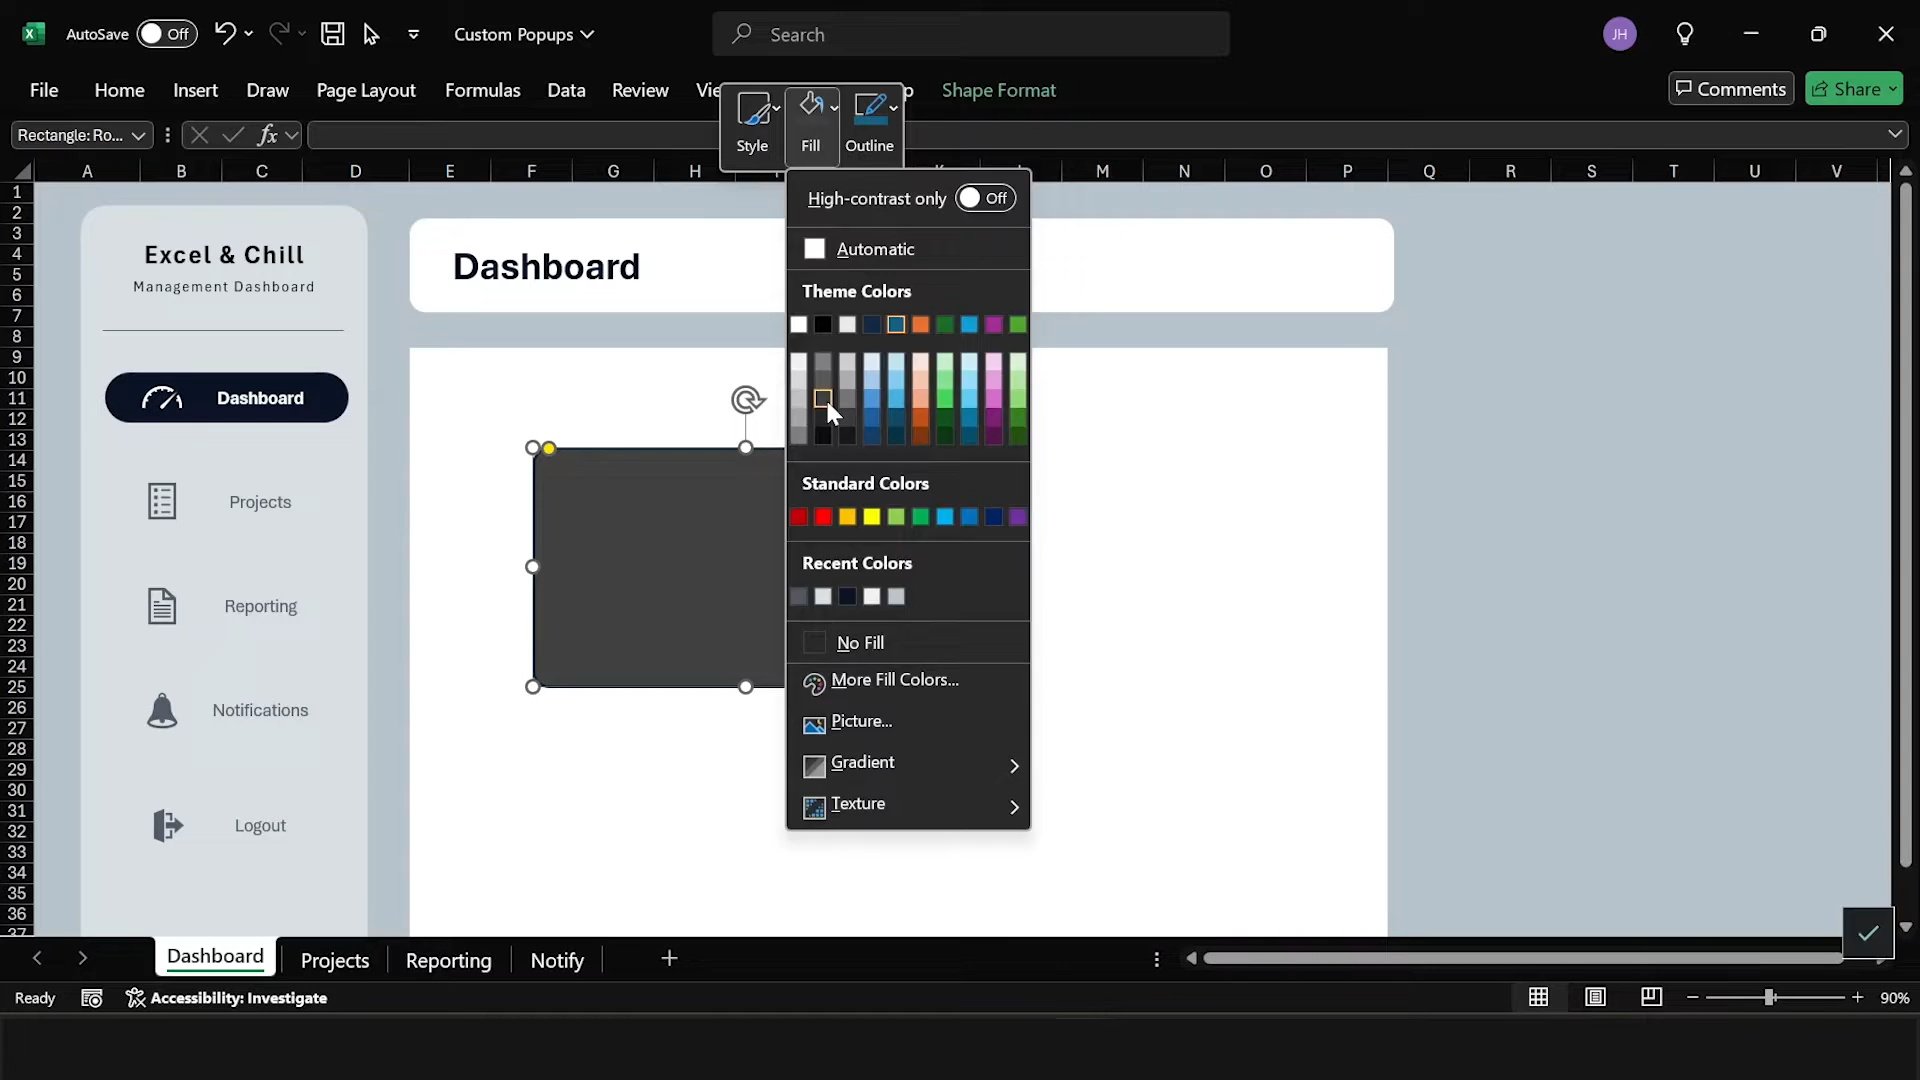 AutoSave Off Custom Popups Search JH
File Home Insert Draw Page Layout Formulas Data Review Shape Format Comments Share
Rectangle: Ro... fx
Style Fill Outline
A B C D E F G H M N O P Q R S T U V
1
2
3
4
5
6
7
8
9
10
11
12
13
14
15
16
17
18
19
20
21
22
23
24
25
26
27
28
29
30
31
32
33
34
35
36
37
Excel & Chill
Management Dashboard
Dashboard
Projects
Reporting
Notifications
Logout
Dashboard
High-contrast only Off
Automatic
Theme Colors
Standard Colors
Recent Colors
No Fill
More Fill Colors...
Picture...
Gradient
Texture
Dashboard Projects Reporting Notify
Ready Accessibility: Investigate 90%